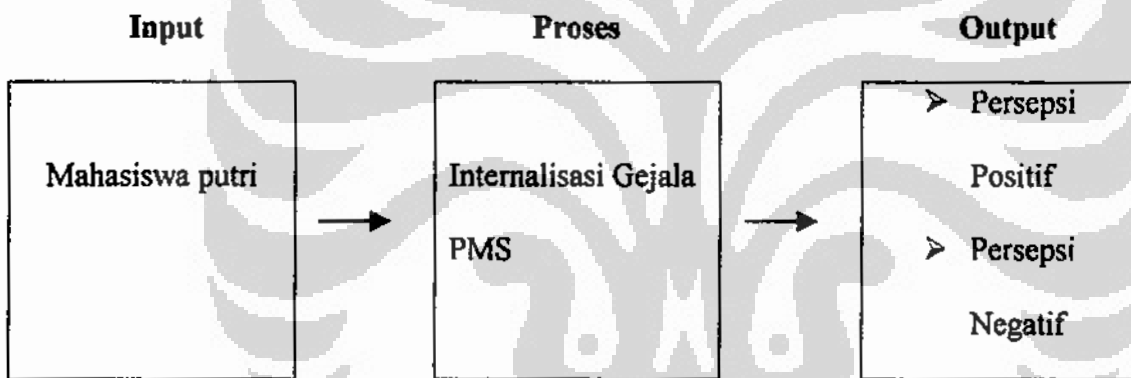 Input
Proses
Output
Mahasiswa putri
Internalisasi Gejala
PMS
➢ Persepsi
Positif
➢ Persepsi
Negatif